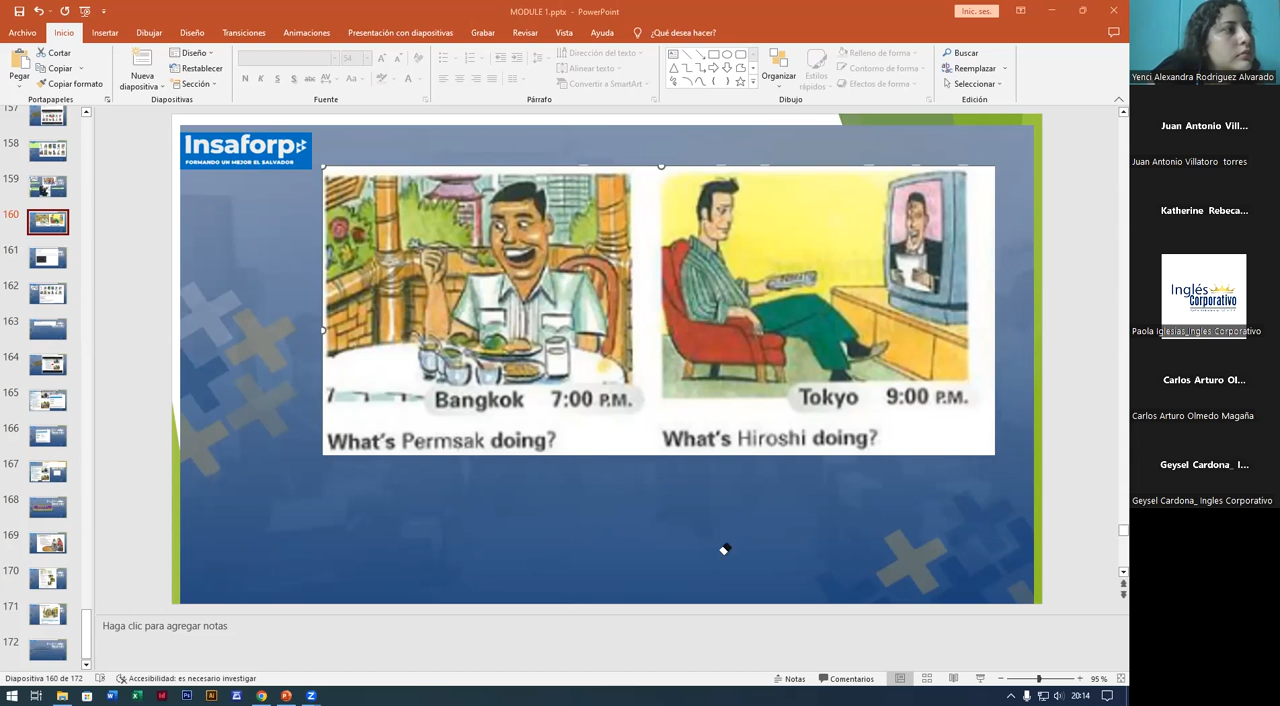 MODULE 1.pptx - PowerPoint
Inic. ses.
Archivo Inicio Insertar Dibujar Diseño Transiciones Animaciones Presentación con diapositivas Grabar Revisar Vista Ayuda ¿Qué desea hacer?
Pegar
Cortar
Copiar
Copiar formato
Portapapeles
Nueva diapositiva
Diseño
Restablecer
Sección
Diapositivas
54
N K S S abc AV Aa A
Fuente
Dirección del texto
Alinear texto
Convertir a SmartArt
Párrafo
Organizar
Estilos rápidos
Relleno de forma
Contorno de forma
Efectos de forma
Dibujo
Buscar
Reemplazar
Seleccionar
Edición
157
158
159
160
161
162
163
164
165
166
167
168
169
170
171
172
Insaforp
FORMANDO UN MEJOR EL SALVADOR
Bangkok 7:00 P.M.
What's Permsak doing?
Tokyo 9:00 P.M.
What's Hiroshi doing?
Haga clic para agregar notas
Diapositiva 160 de 172
Accesibilidad: es necesario investigar
Notas
Comentarios
95 %
20:14
Yenci Alexandra Rodriguez Alvarado
Juan Antonio Vill...
Juan Antonio Villatoro torres
Katherine Rebeca...
Inglés
Corporativo
Paola Iglesias_Ingles Corporativo
Carlos Arturo Ol...
Carlos Arturo Olmedo Magaña
Geysel Cardona_ I...
Geysel Cardona_ Ingles Corporativo